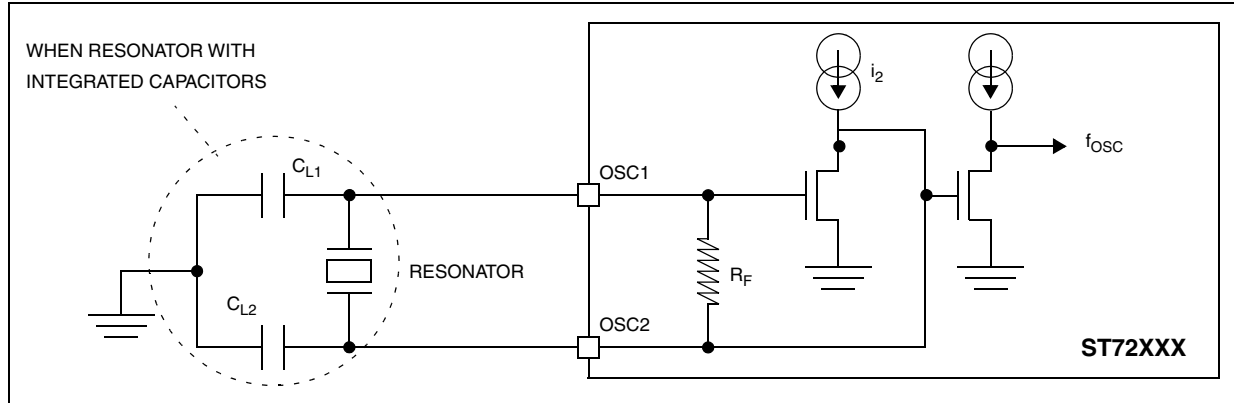 WHEN RESONATOR WITH
INTEGRATED CAPACITORS
i2
fOSC
CL1
OSC1
RESONATOR
RF
CL2
OSC2
ST72XXX